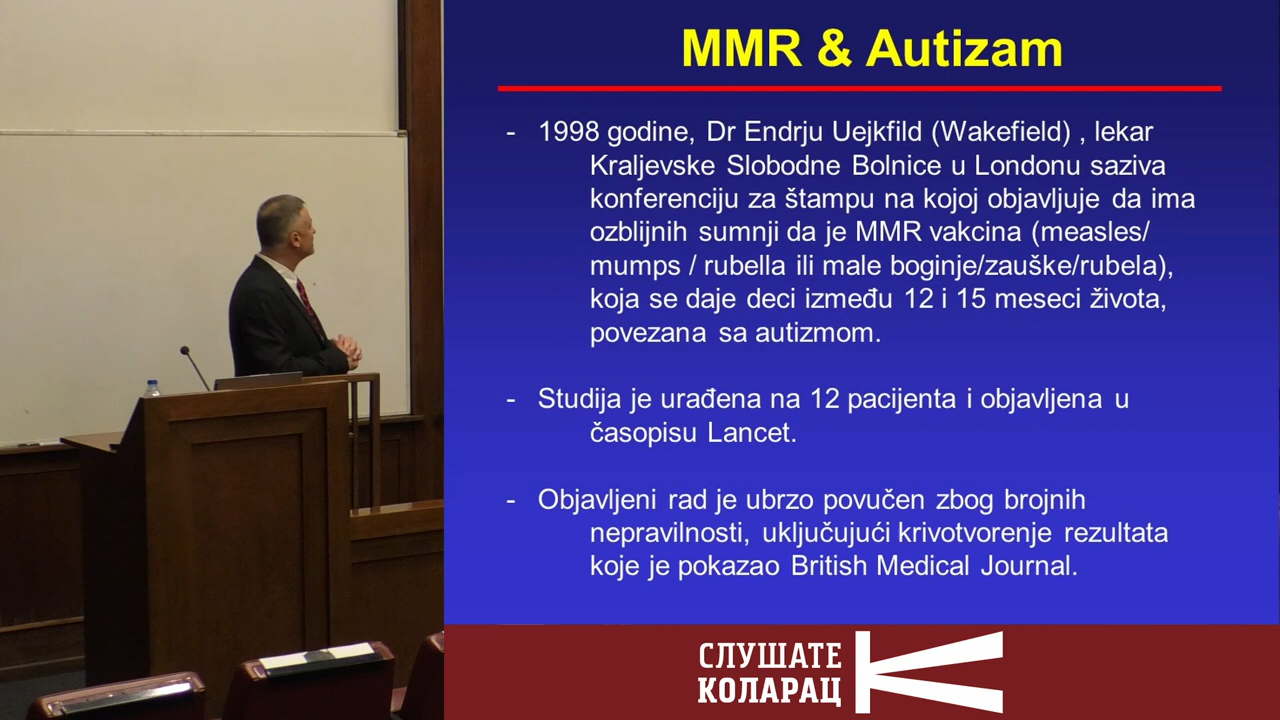 MMR & Autizam
- 1998 godine, Dr Endrju Uejkfild (Wakefield) , lekar
Kraljevske Slobodne Bolnice u Londonu saziva
konferenciju za štampu na kojoj objavljuje da ima
ozblijnih sumnji da je MMR vakcina (measles/
mumps / rubella ili male boginje/zauške/rubela),
koja se daje deci između 12 i 15 meseci života,
povezana sa autizmom.
- Studija je urađena na 12 pacijenta i objavljena u
časopisu Lancet.
- Objavljeni rad je ubrzo povučen zbog brojnih
nepravilnosti, uključujući krivotvorenje rezultata
koje je pokazao British Medical Journal.
СЛУШАТЕ
КОЛАРАЦ